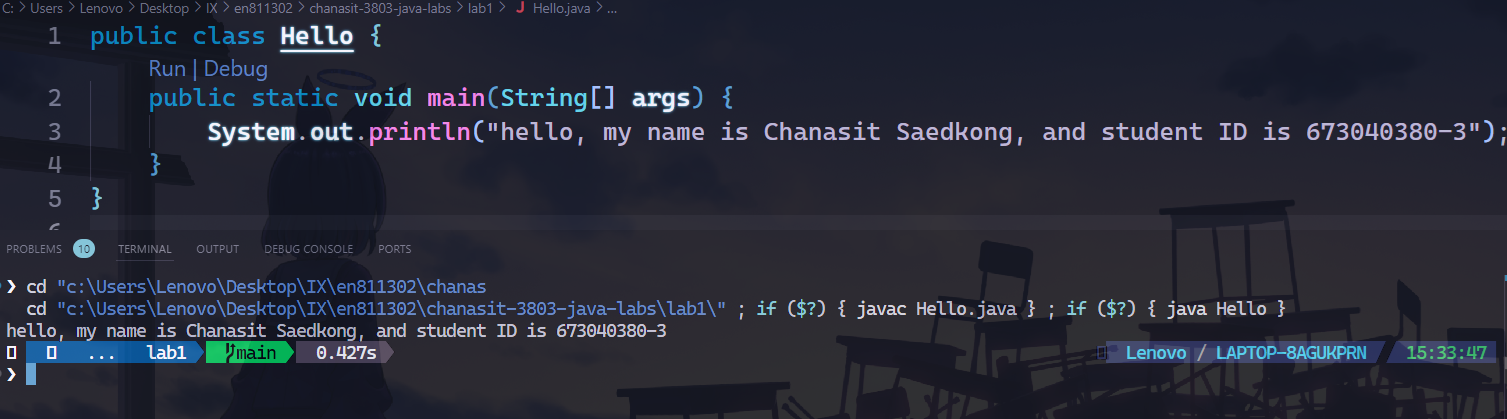 C: > Users > Lenovo > Desktop > IX > en811302 > chanasit-3803-java-labs > lab1 > J Hello.java > ...
1 public class Hello {
Run | Debug
2 public static void main(String[] args) {
3 System.out.println("hello, my name is Chanasit Saedkong, and student ID is 673040380-3");
4 }
5 }
6
PROBLEMS 10 TERMINAL OUTPUT DEBUG CONSOLE PORTS
❯ cd "c:\Users\Lenovo\Desktop\IX\en811302\chanas
cd "c:\Users\Lenovo\Desktop\IX\en811302\chanasit-3803-java-labs\lab1\" ; if ($?) { javac Hello.java } ; if ($?) { java Hello }
hello, my name is Chanasit Saedkong, and student ID is 673040380-3
... lab1 main 0.427s Lenovo / LAPTOP-8AGUKPRN 15:33:47
❯